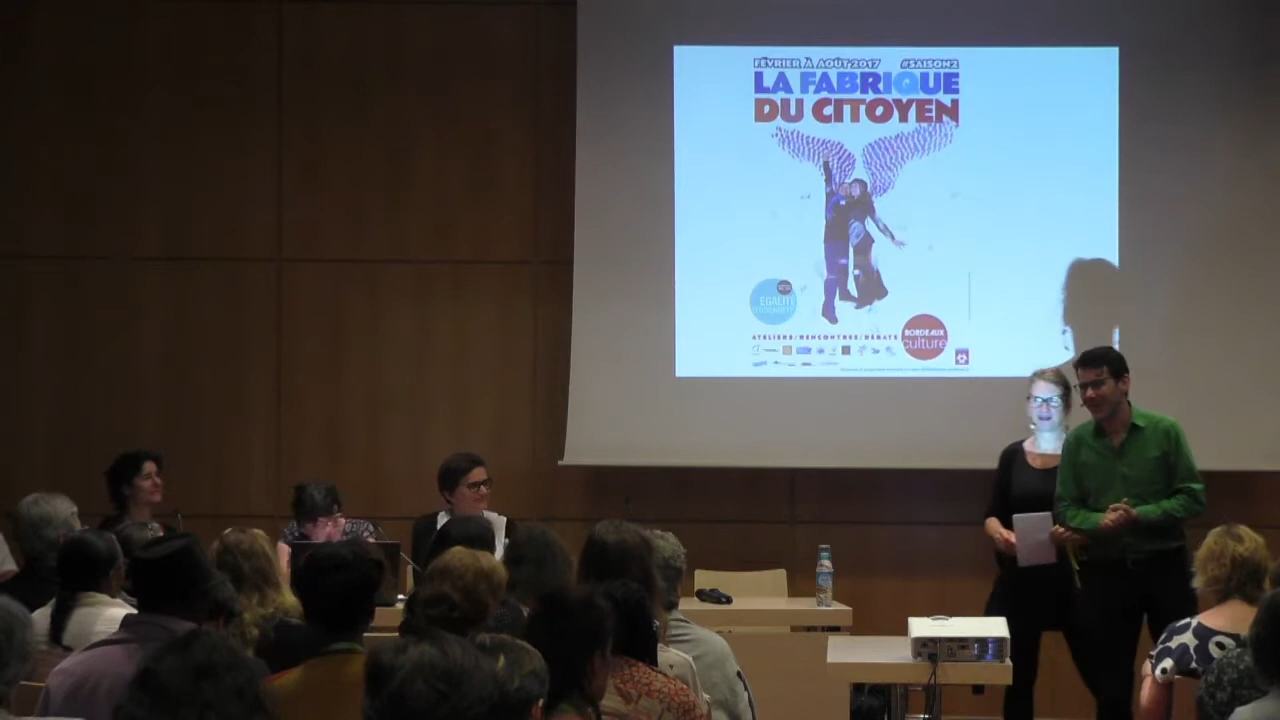 FÉVRIER À AOÛT 2017 #SAISON2
LA FABRIQUE
DU CITOYEN
ÉGALITÉ
ATELIERS/RENCONTRES/DÉBATS
BORDEAUX
culture